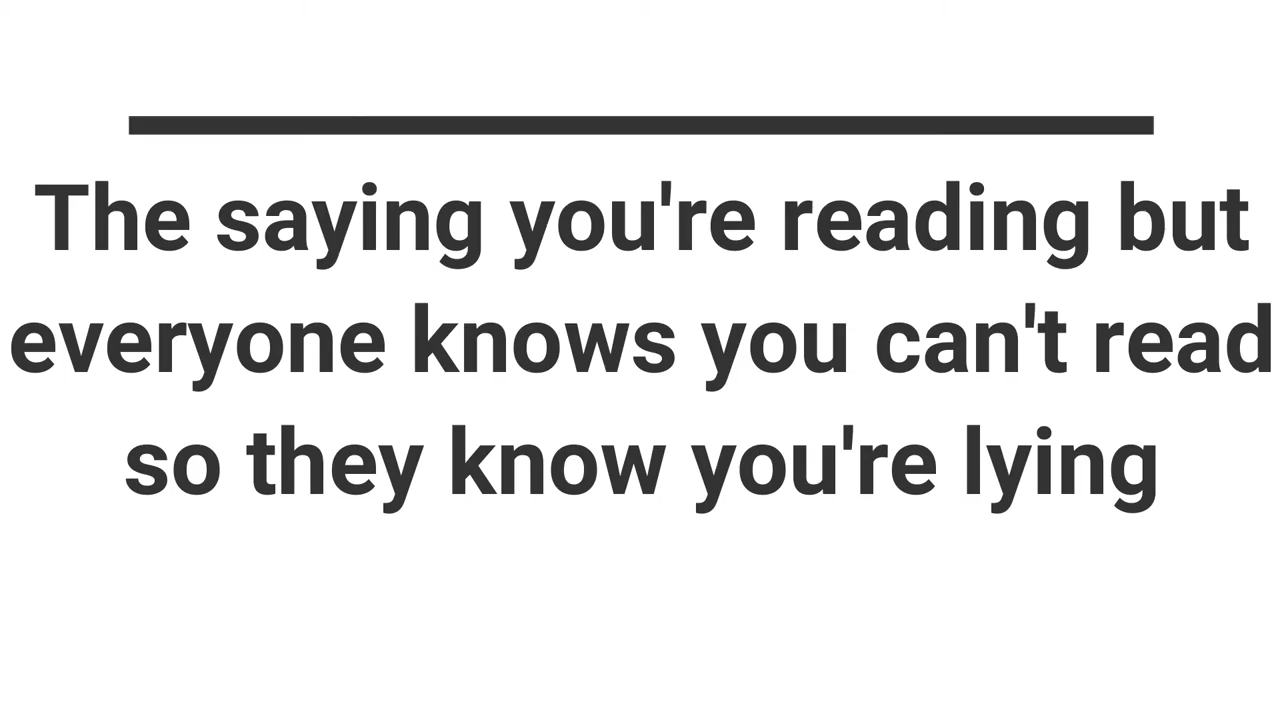 The saying you're reading but
everyone knows you can't read
so they know you're lying